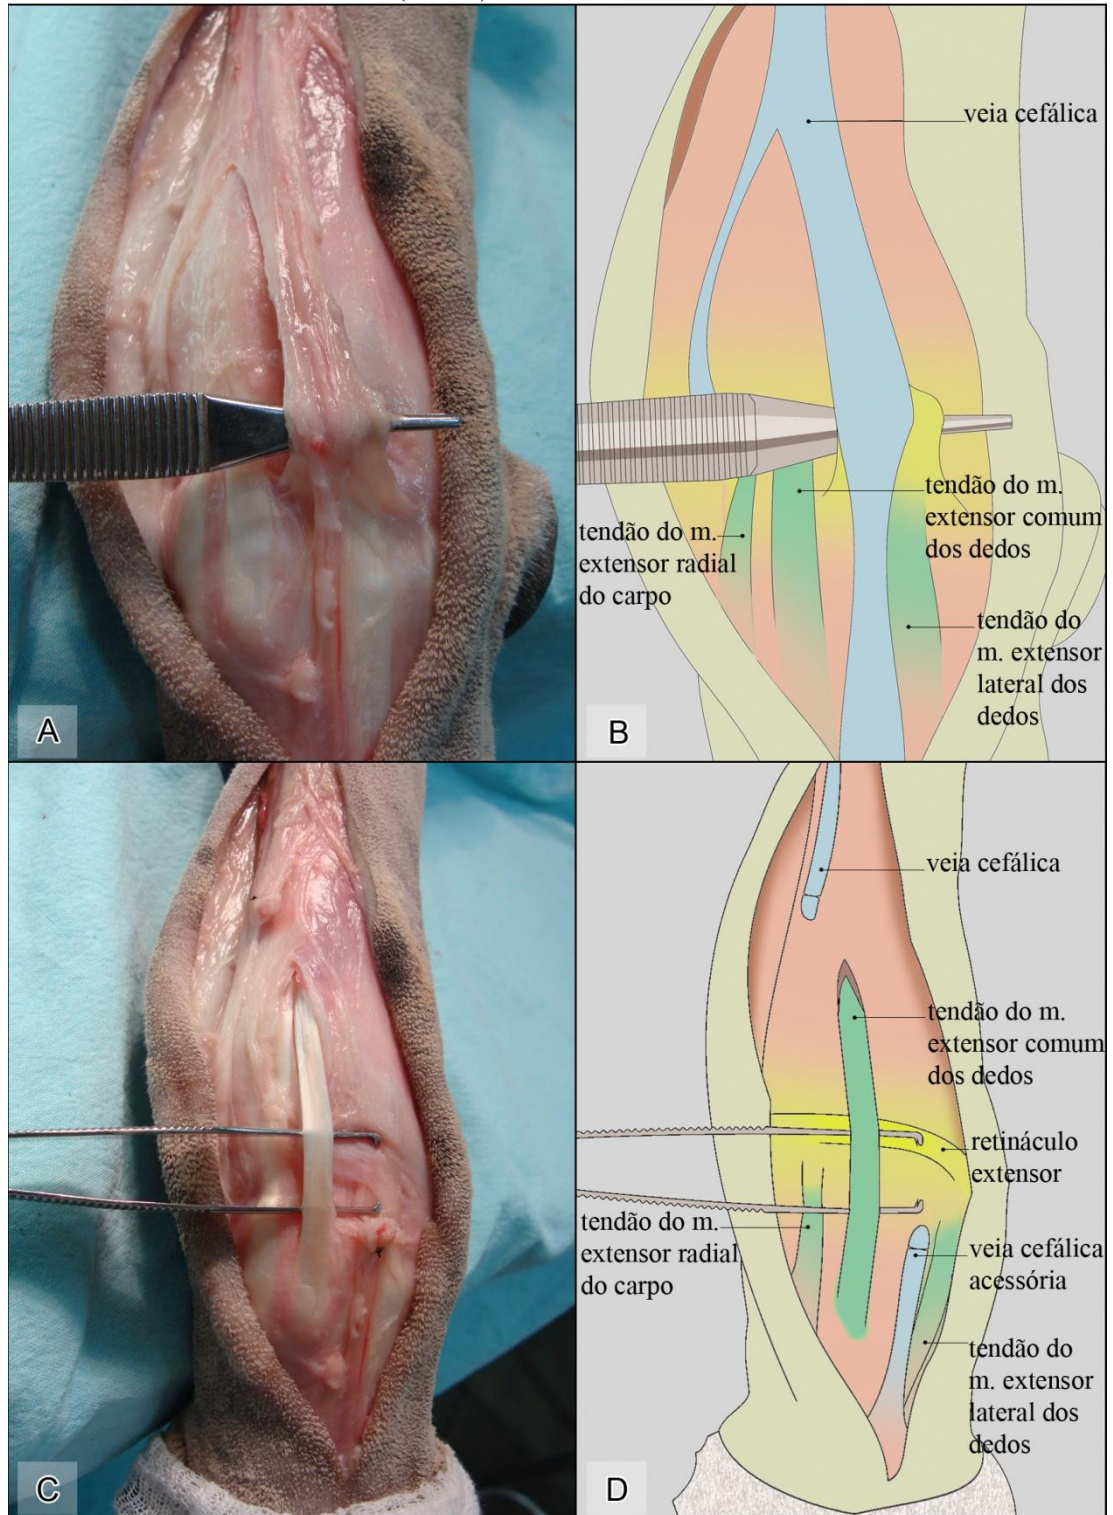 veia cefálica
tendão do m.
extensor comum
dos dedos
tendão do m.
extensor radial
do carpo
tendão do
m. extensor
lateral dos
dedos
A
B
veia cefálica
tendão do m.
extensor comum
dos dedos
retináculo
extensor
tendão do m.
extensor radial
do carpo
veia cefálica
acessória
tendão do
m. extensor
lateral dos
dedos
C
D